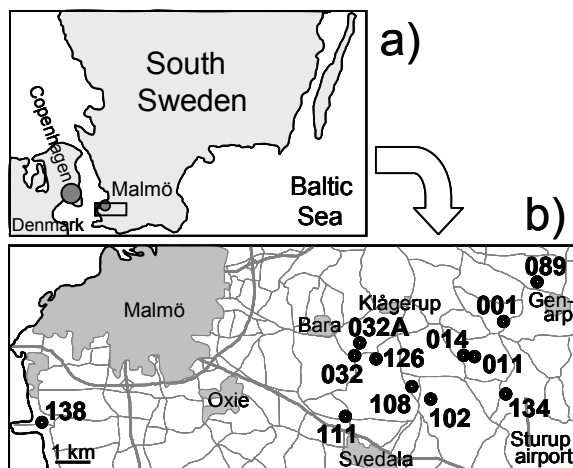 a)
South
Sweden
Copenhagen
Malmö
Denmark
Baltic
Sea
b)
089
Gen-
arp
001
Klågerup
Malmö
Bara
032A
014
032
126
011
Oxie
108
102
134
138
111
Sturup
airport
1 km
Svedala